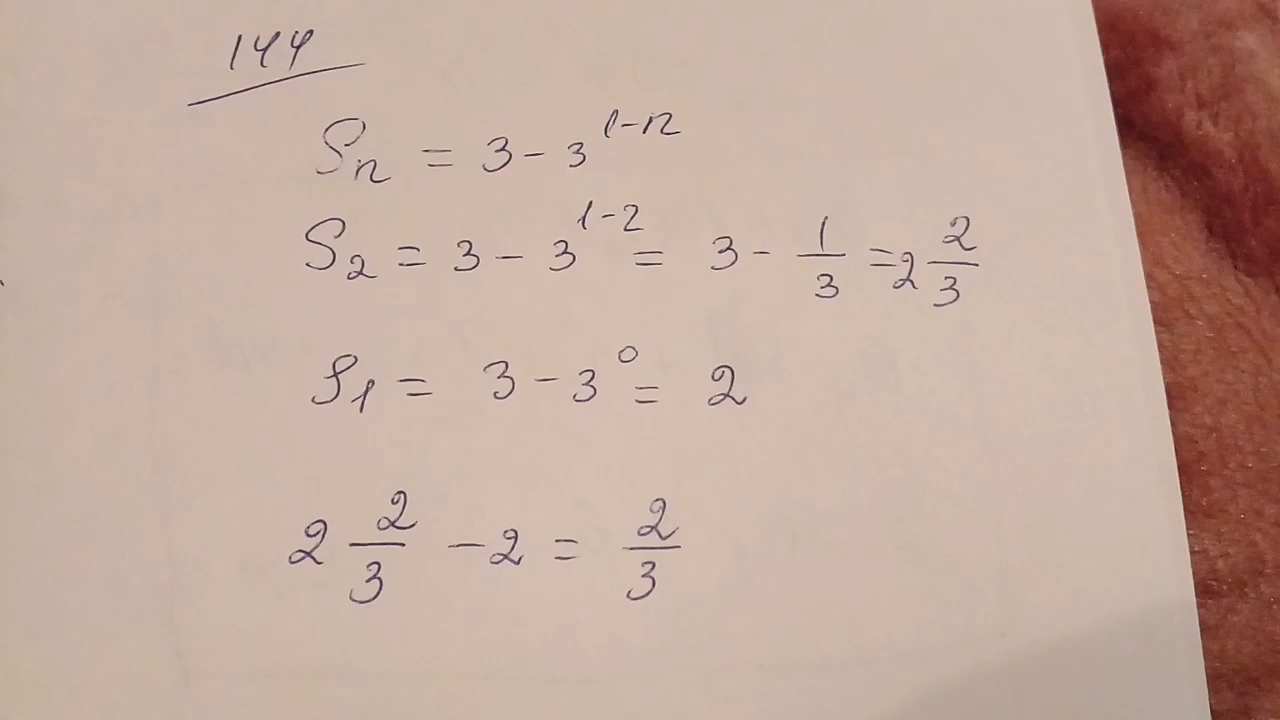 144
Sn = 3 - 3^(1-n)
S2 = 3 - 3^(1-2) = 3 - 1/3 = 2 2/3
S1 = 3 - 3^0 = 2
2 2/3 - 2 = 2/3